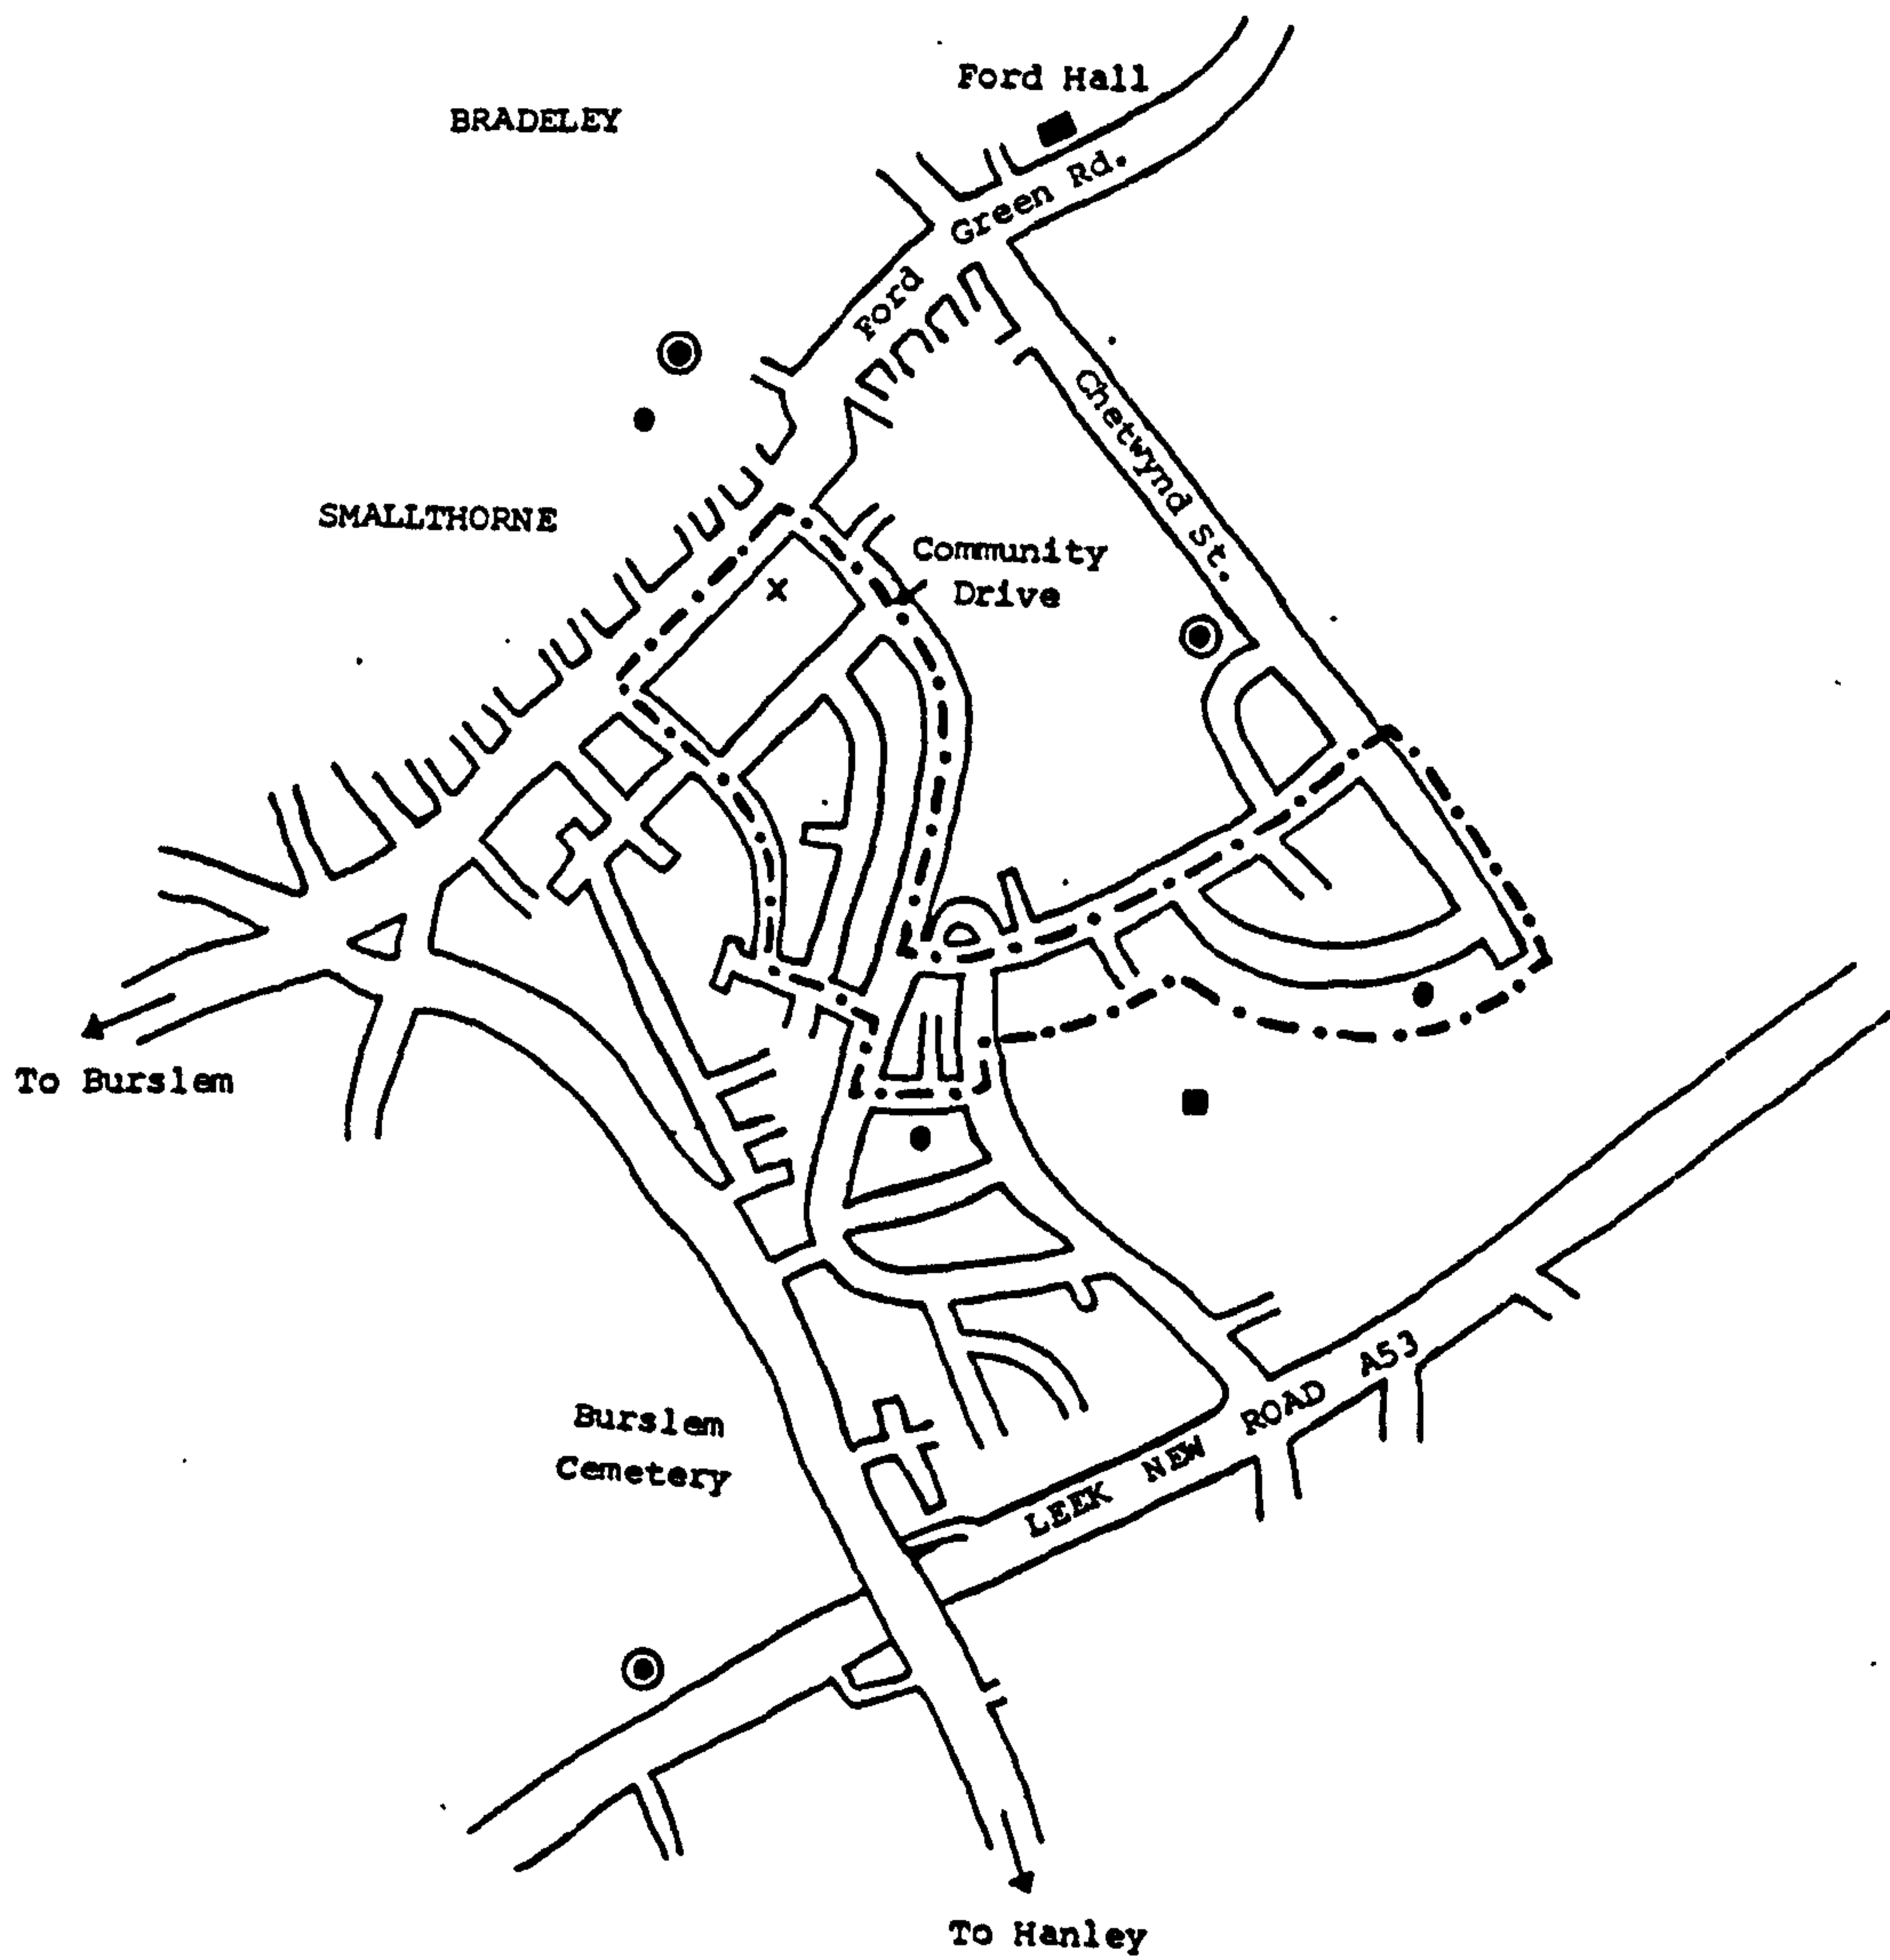 Ford Hall
BRADELEY
Ford Green Rd.
Chetwynd St.
SMALLTHORNE
x
Community
Drive
To Burslem
LEEK NEW ROAD A53
Burslem
Cemetery
To Hanley